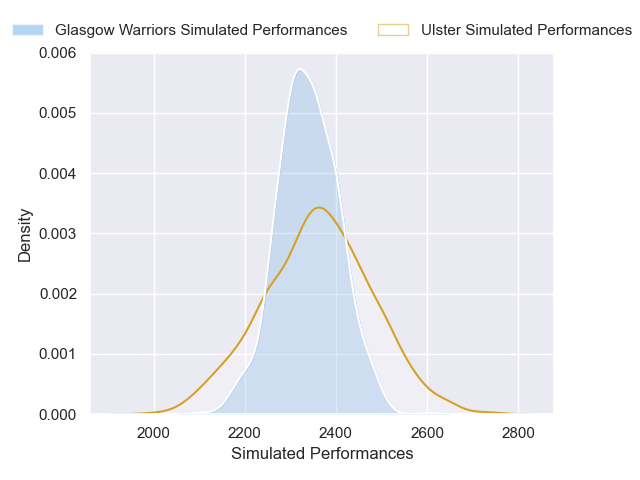 Glasgow Warriors Simulated Performances Ulster Simulated Performances
0.006
0.005
0.004
0.003
0.002
0.001
0.000
Density
2000 2200 2400 2600 2800
Simulated Performances